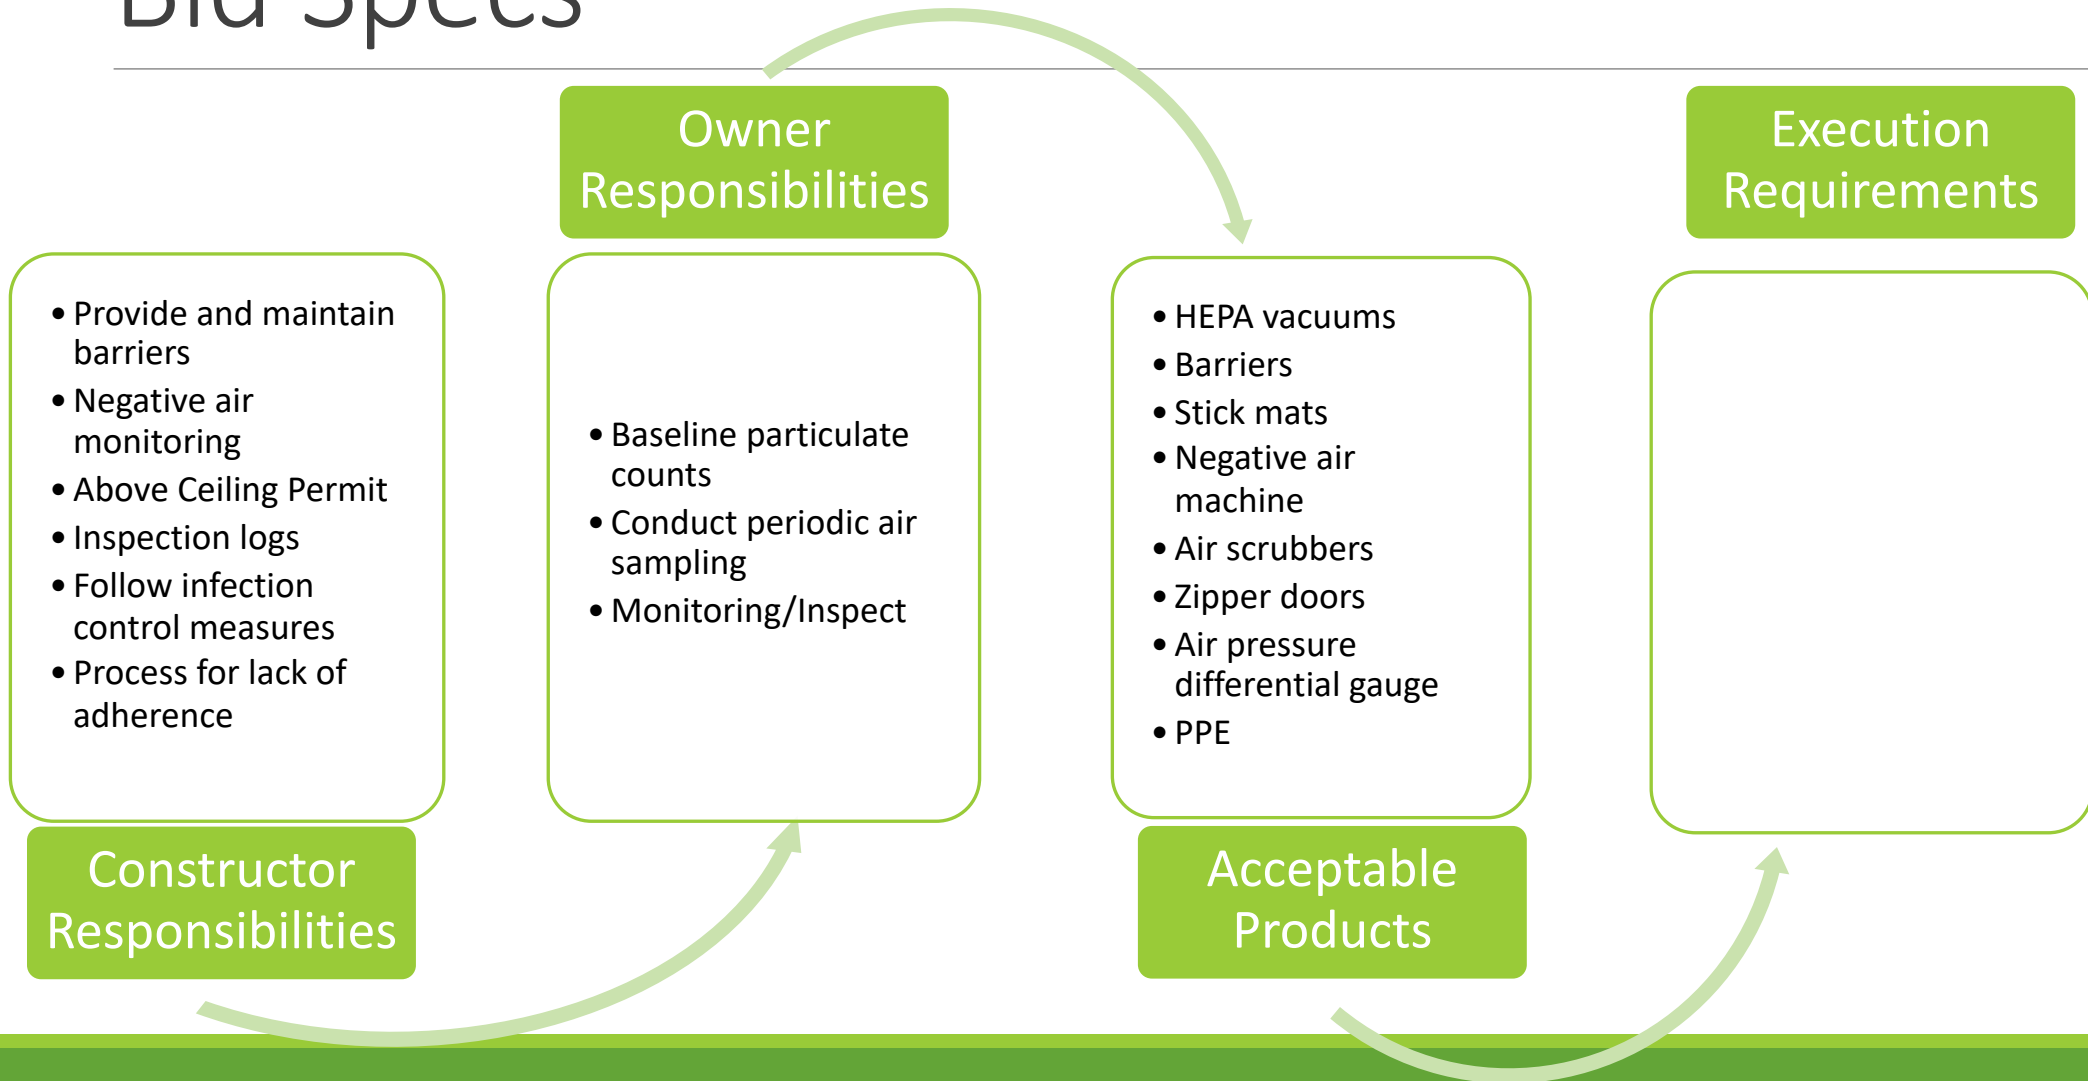 Bid Specs
Constructor
Responsibilities
• Provide and maintain
barriers
• Negative air
monitoring
• Above Ceiling Permit
• Inspection logs
• Follow infection
control measures
• Process for lack of
adherence
Owner
Responsibilities
• Baseline particulate
counts
• Conduct periodic air
sampling
• Monitoring/Inspect
Acceptable
Products
• HEPA vacuums
• Barriers
• Stick mats
• Negative air
machine
• Air scrubbers
• Zipper doors
• Air pressure
differential gauge
• PPE
Execution
Requirements